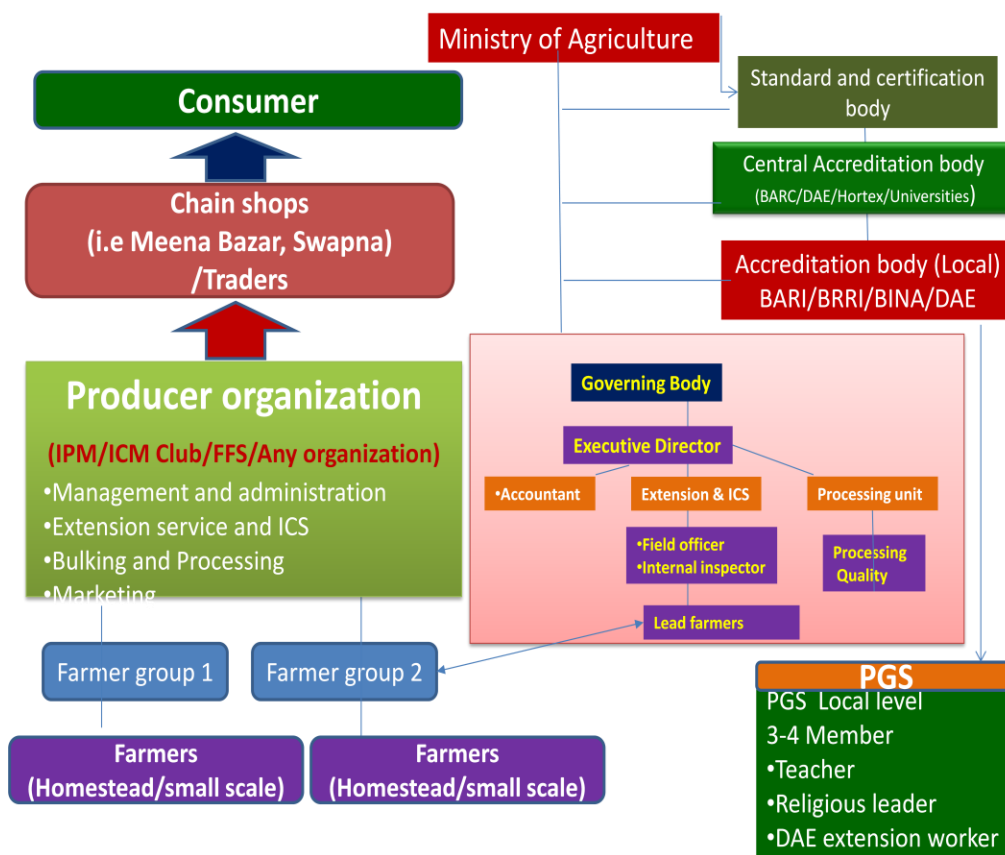 Ministry of Agriculture
Standard and certification
body
Central Accreditation body
(BARC/DAE/Hortex/Universities)
Accreditation body (Local)
BARI/BRRI/BINA/DAE
Consumer
Chain shops
(i.e Meena Bazar, Swapna)
/Traders
Producer organization
(IPM/ICM Club/FFS/Any organization)
•Management and administration
•Extension service and ICS
•Bulking and Processing
•Marketing
Farmer group 1
Farmer group 2
Farmers
(Homestead/small scale)
Farmers
(Homestead/small scale)
Governing Body
Executive Director
•Accountant
Extension & ICS
Processing unit
•Field officer
•Internal inspector
Processing
Quality
Lead farmers
PGS
PGS Local level
3-4 Member
•Teacher
•Religious leader
•DAE extension worker